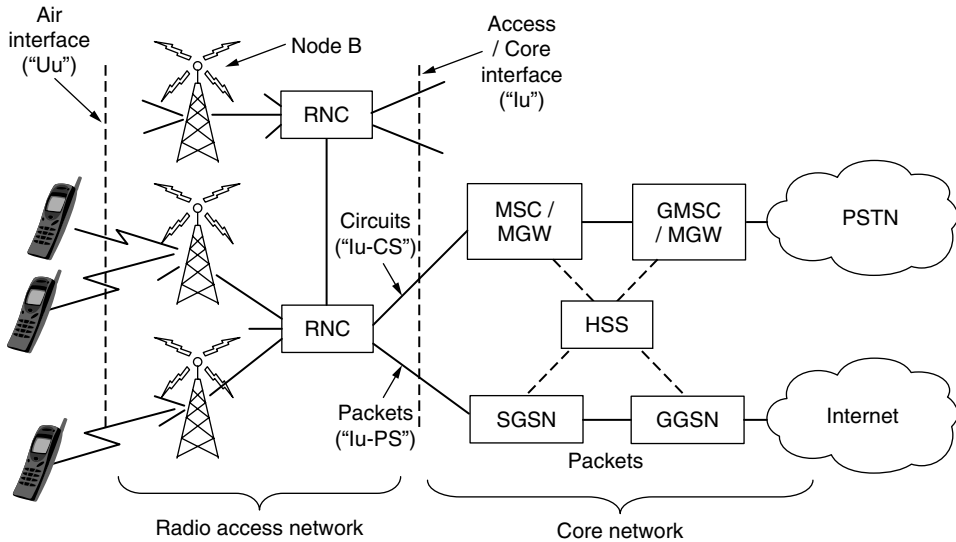 Air
interface
(“Uu”)
Node B
Access
/ Core
interface
(“Iu”)
RNC
Circuits
(“Iu-CS”)
MSC /
MGW
GMSC
/ MGW
PSTN
HSS
RNC
Packets
(“Iu-PS”)
SGSN
GGSN
Internet
Packets
Radio access network
Core network